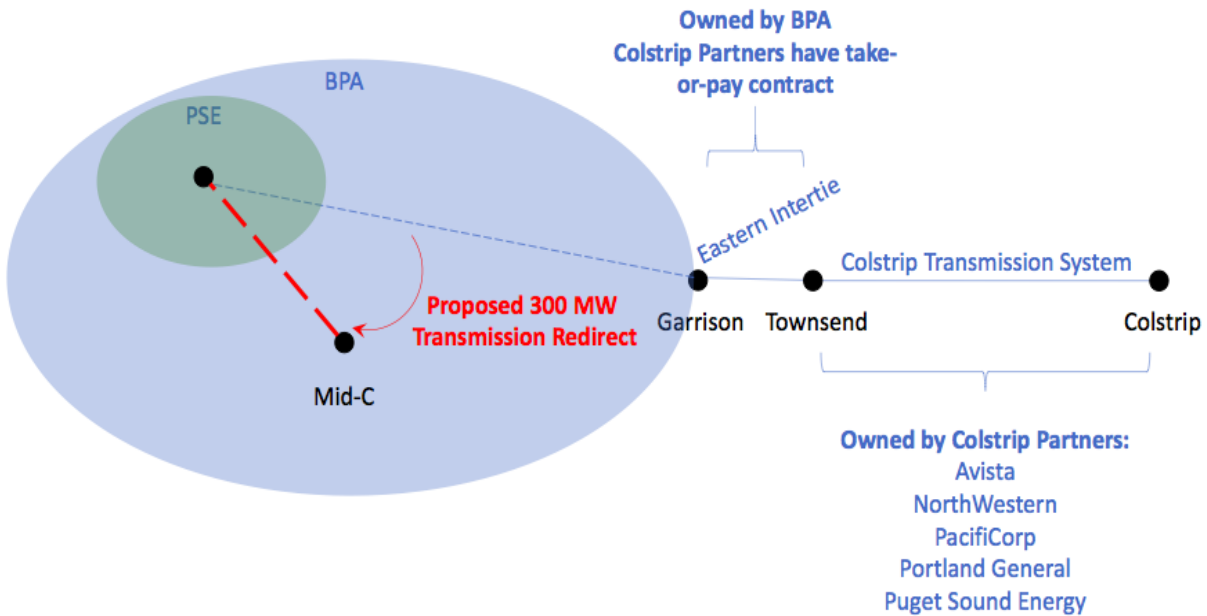 Owned by BPA
Colstrip Partners have take-
or-pay contract
BPA
PSE
Eastern Intertie
Colstrip Transmission System
Proposed 300 MW
Transmission Redirect
Garrison
Townsend
Colstrip
Mid-C
Owned by Colstrip Partners:
Avista
NorthWestern
PacifiCorp
Portland General
Puget Sound Energy